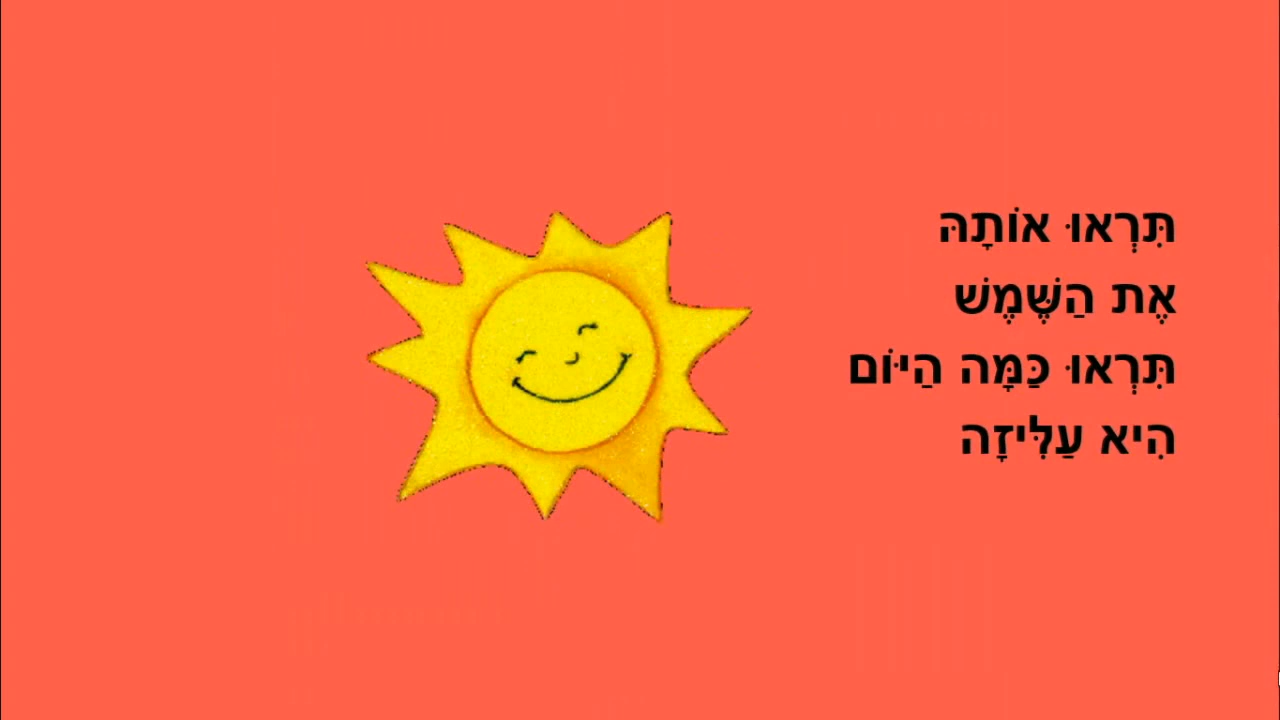 תִּרְאוּ אוֹתָהּ
אֶת הַשֶּׁמֶשׁ
תִּרְאוּ כַּמָּה הַיּוֹם
הִיא עַלִּיזָה